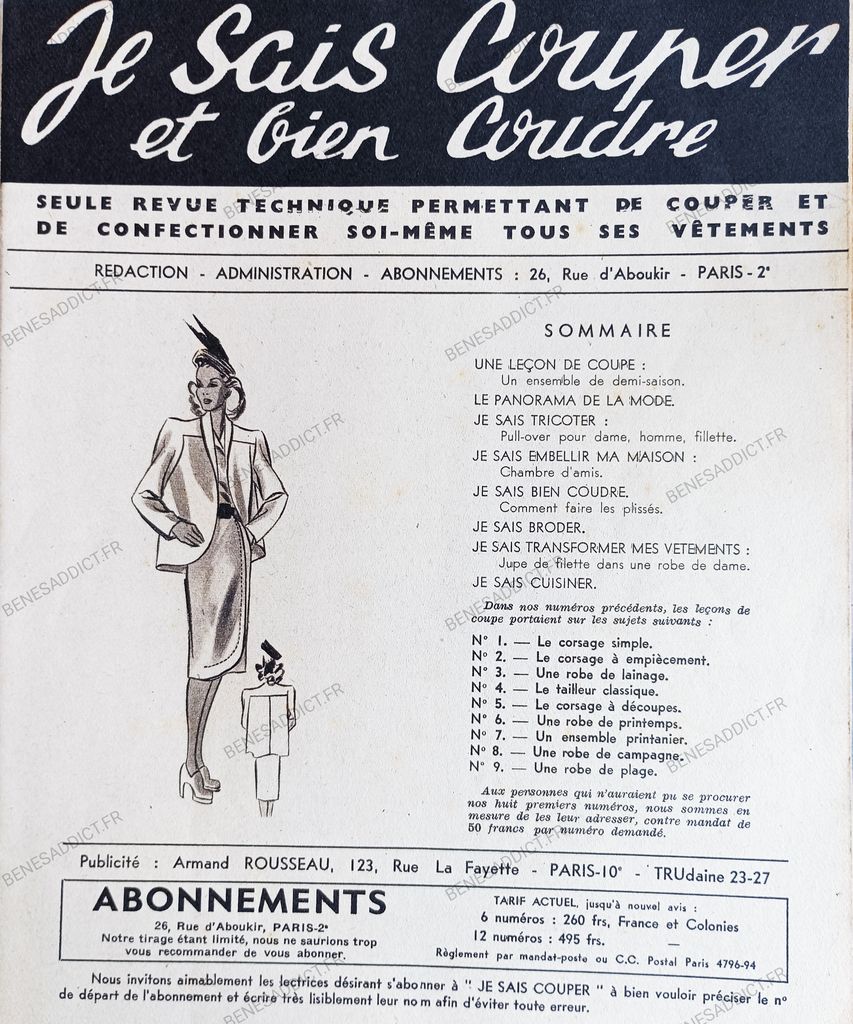 Je Sais Couper
et bien Coudre
SEULE REVUE TECHNIQUE PERMETTANT DE COUPER ET
DE CONFECTIONNER SOI-MÊME TOUS SES VÊTEMENTS
REDACTION - ADMINISTRATION - ABONNEMENTS : 26, Rue d'Aboukir - PARIS - 2e
SOMMAIRE
UNE LEÇON DE COUPE :
Un ensemble de demi-saison.
LE PANORAMA DE LA MODE.
JE SAIS TRICOTER :
Pull-over pour dame, homme, fillette.
JE SAIS EMBELLIR MA MAISON :
Chambre d'amis.
JE SAIS BIEN COUDRE.
Comment faire les plissés.
JE SAIS BRODER.
JE SAIS TRANSFORMER MES VETEMENTS :
Jupe de filette dans une robe de dame.
JE SAIS CUISINER.
Dans nos numéros précédents, les leçons de
coupe portaient sur les sujets suivants :
N° 1. — Le corsage simple.
N° 2. — Le corsage à empiècement.
N° 3. — Une robe de lainage.
N° 4. — Le tailleur classique.
N° 5. — Le corsage à découpes.
N° 6. — Une robe de printemps.
N° 7. — Un ensemble printanier.
N° 8. — Une robe de campagne.
N° 9. — Une robe de plage.
Aux personnes qui n'auraient pu se procurer
nos huit premiers numéros, nous sommes en
mesure de les leur adresser, contre mandat de
50 francs par numéro demandé.
Publicité : Armand ROUSSEAU, 123, Rue La Fayette - PARIS-10e - TRUdaine 23-27
ABONNEMENTS
26, Rue d'Aboukir, PARIS-2e
Notre tirage étant limité, nous ne saurions trop
vous recommander de vous abonner.
TARIF ACTUEL, jusqu'à nouvel avis :
6 numéros : 260 frs, France et Colonies
12 numéros : 495 frs. —
Règlement par mandat-poste ou C.C. Postal Paris 4796-94
Nous invitons aimablement les lectrices désirant s'abonner à " JE SAIS COUPER " à bien vouloir préciser le n°
de départ de l'abonnement et écrire très lisiblement leur nom afin d'éviter toute erreur.
BENESADDICT.FR